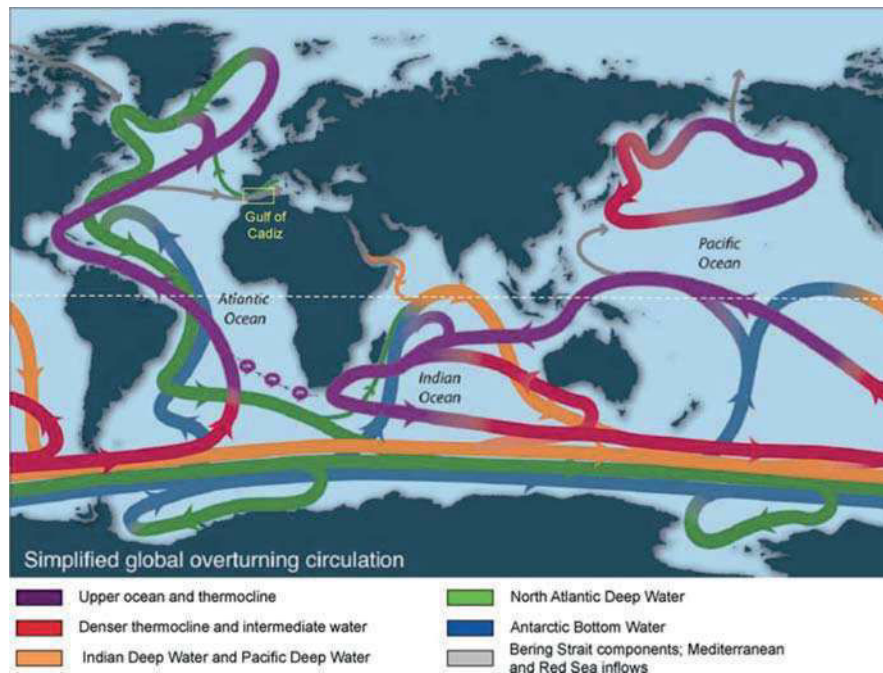 Gulf of
Cadiz
Pacific
Ocean
Atlantic
Ocean
Indian
Ocean
Simplified global overturning circulation
Upper ocean and thermocline
North Atlantic Deep Water
Denser thermocline and intermediate water
Antarctic Bottom Water
Indian Deep Water and Pacific Deep Water
Bering Strait components; Mediterranean
and Red Sea inflows